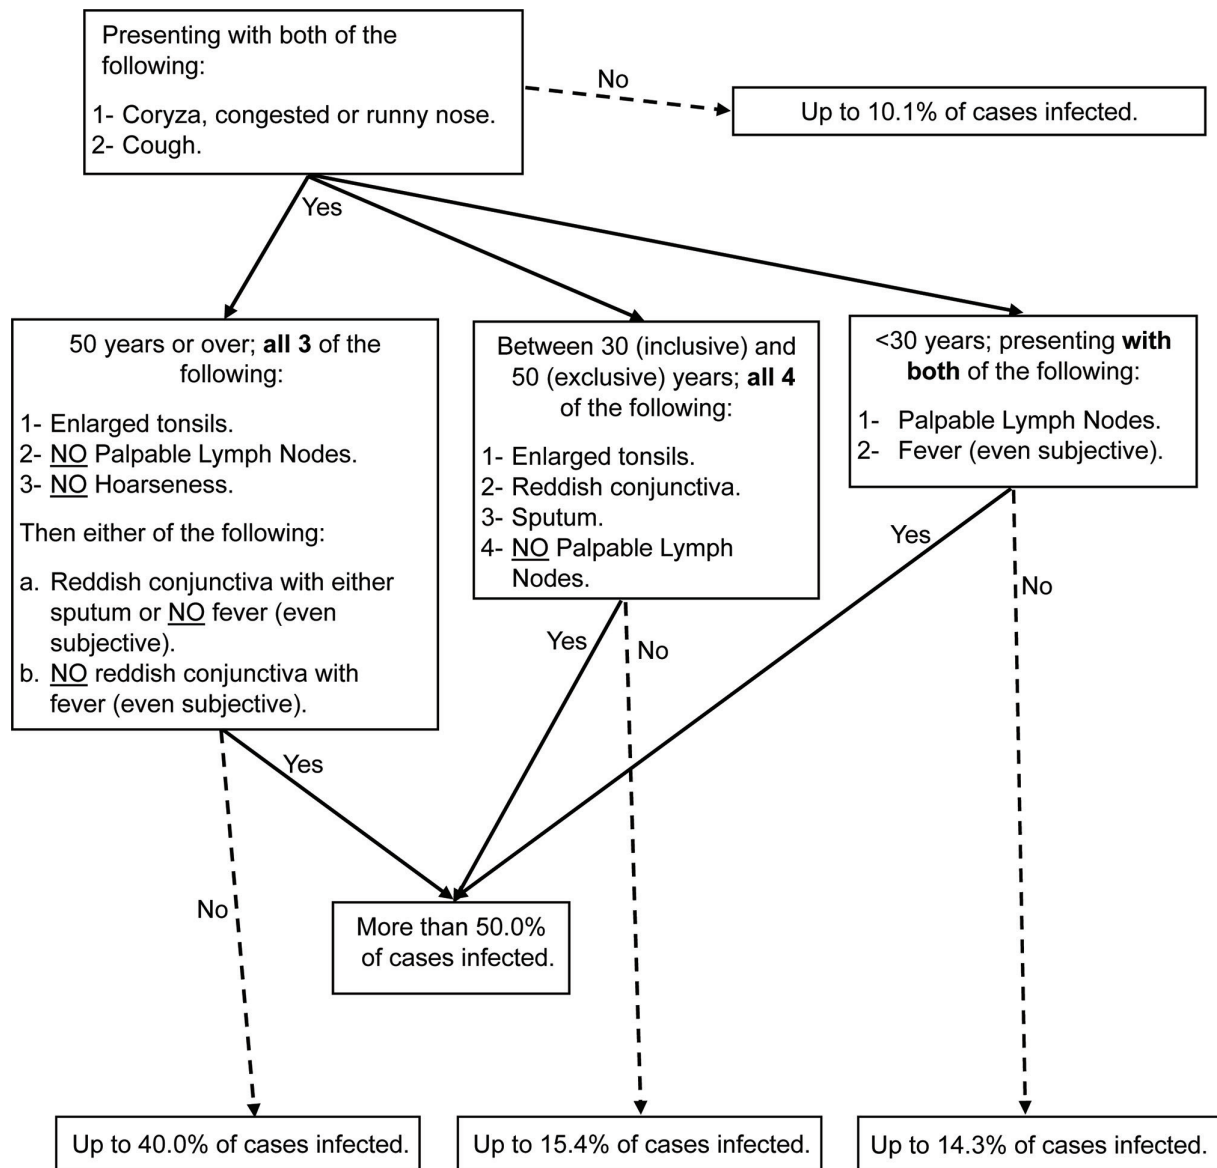 Presenting with both of the
following:
1- Coryza, congested or runny nose.
2- Cough.
No
Up to 10.1% of cases infected.
Yes
50 years or over; all 3 of the
following:
1- Enlarged tonsils.
2- NO Palpable Lymph Nodes.
3- NO Hoarseness.
Then either of the following:
a. Reddish conjunctiva with either
sputum or NO fever (even
subjective).
b. NO reddish conjunctiva with
fever (even subjective).
Between 30 (inclusive) and
50 (exclusive) years; all 4
of the following:
1- Enlarged tonsils.
2- Reddish conjunctiva.
3- Sputum.
4- NO Palpable Lymph
Nodes.
<30 years; presenting with
both of the following:
1- Palpable Lymph Nodes.
2- Fever (even subjective).
Yes
No
Yes
No
Yes
No
More than 50.0%
of cases infected.
Up to 40.0% of cases infected.
Up to 15.4% of cases infected.
Up to 14.3% of cases infected.